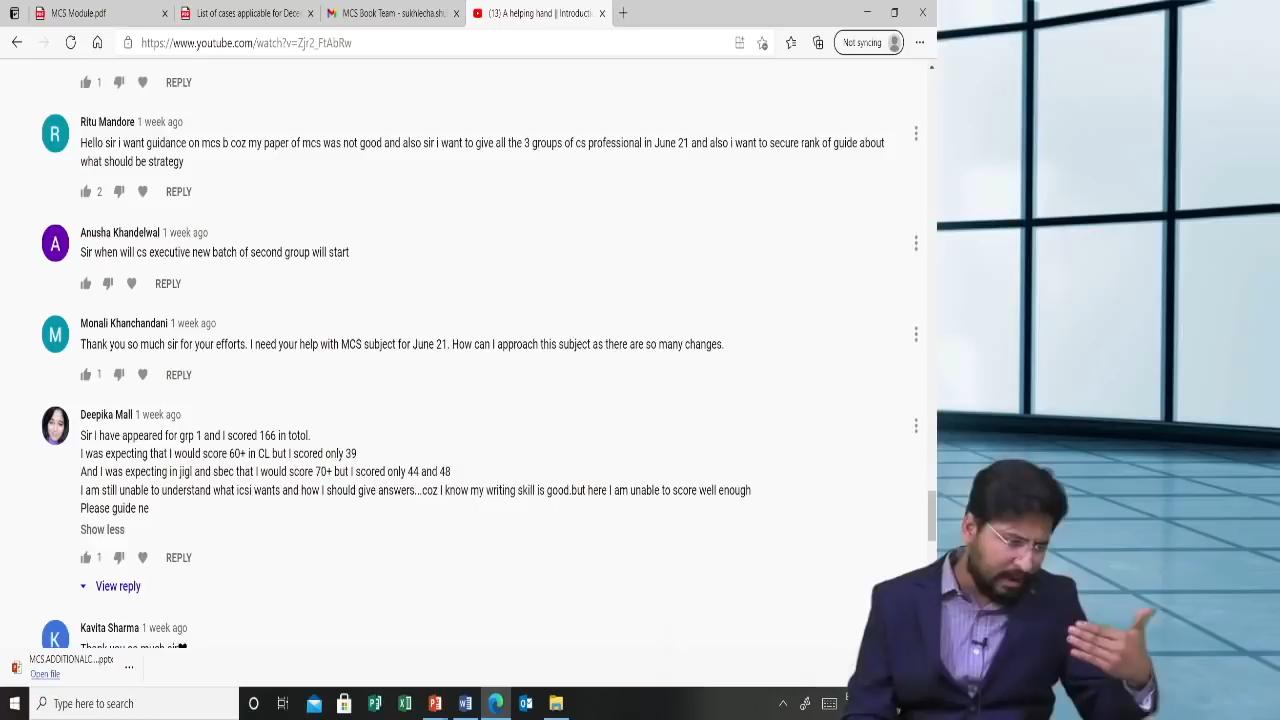 MCS Module.pdf
List of cases applicable for Dece
MCS Book Team - sukhiecha
(13) A helping hand || Introducti
https://www.youtube.com/watch?v=Zjr2_FtAbRw
Not syncing
1 REPLY
R
Ritu Mandore 1 week ago
Hello sir i want guidance on mcs b coz my paper of mcs was not good and also sir i want to give all the 3 groups of cs professional in June 21 and also i want to secure rank of guide about
what should be strategy
2 REPLY
A
Anusha Khandelwal 1 week ago
Sir when will cs executive new batch of second group will start
REPLY
M
Monali Khanchandani 1 week ago
Thank you so much sir for your efforts. I need your help with MCS subject for June 21. How can I approach this subject as there are so many changes.
1 REPLY
Deepika Mall 1 week ago
Sir I have appeared for grp 1 and I scored 166 in totol.
I was expecting that I would score 60+ in CL but I scored only 39
And I was expecting in jigl and sbec that I would score 70+ but I scored only 44 and 48
I am still unable to understand what icsi wants and how I should give answers...coz I know my writing skill is good.but here I am unable to score well enough
Please guide ne
Show less
1 REPLY
View reply
K
Kavita Sharma 1 week ago
Thank you so much sir
MCS.ADDITIONALC....pptx
Open file
Type here to search